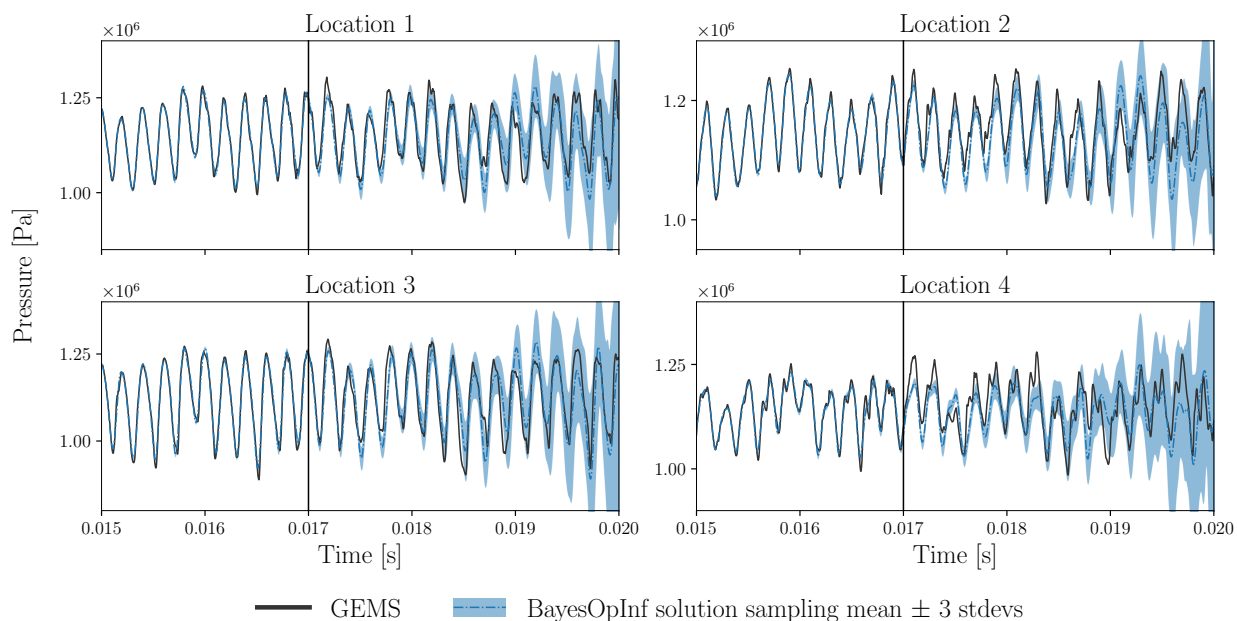 Location 1
Location 2
×10⁶
×10⁶
1.25
1.00
1.2
1.0
Pressure [Pa]
Location 3
Location 4
×10⁶
×10⁶
1.25
1.00
1.25
1.00
0.015 0.016 0.017 0.018 0.019 0.020
0.015 0.016 0.017 0.018 0.019 0.020
Time [s]
Time [s]
GEMS
BayesOpInf solution sampling mean ± 3 stdevs